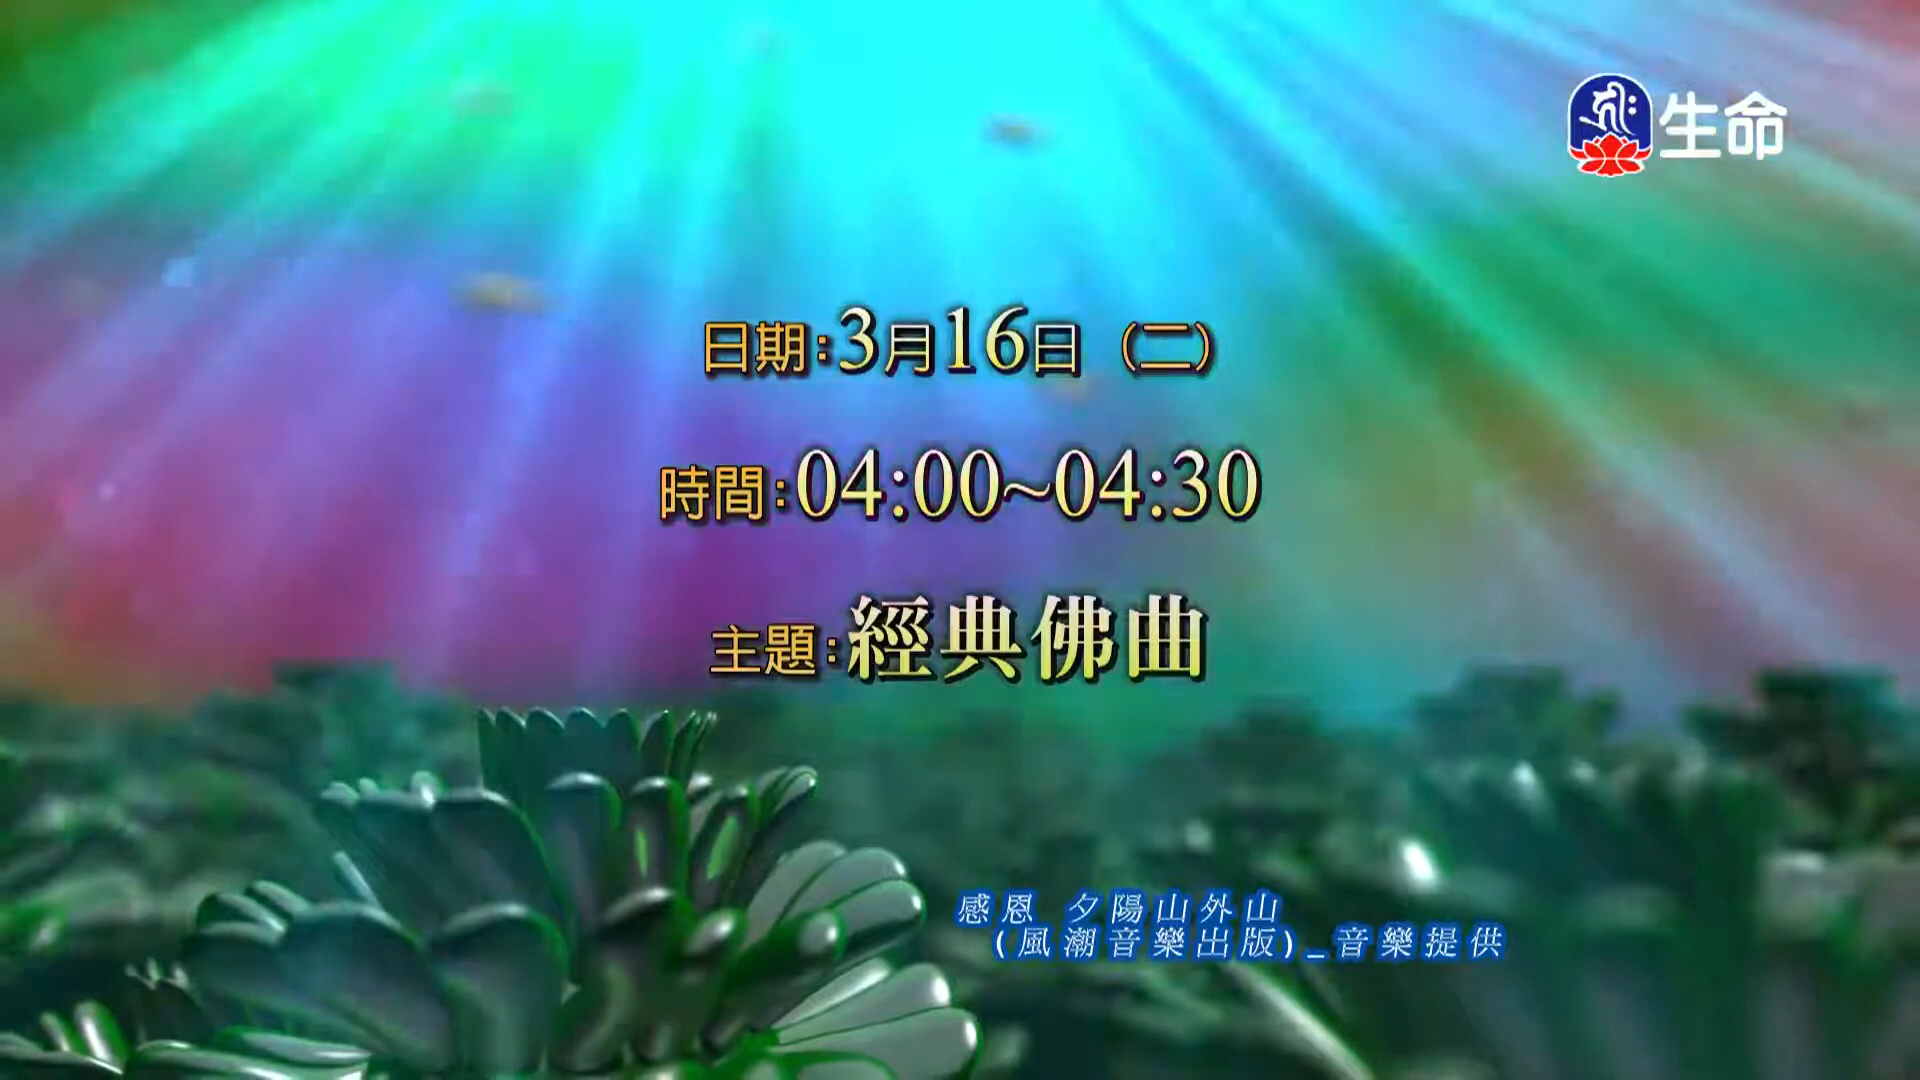 生命
日期:3月16日（二）
時間:04:00~04:30
主題:經典佛曲
感恩 夕陽山外山
(風潮音樂出版)_音樂提供